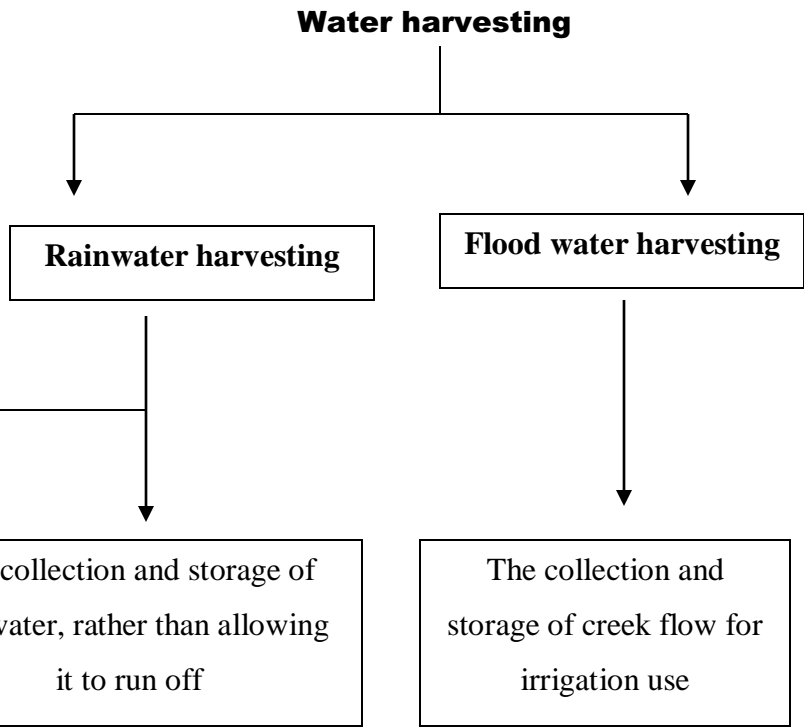 Water harvesting
Rainwater harvesting
Flood water harvesting
collection and storage of
water, rather than allowing
it to run off
The collection and
storage of creek flow for
irrigation use